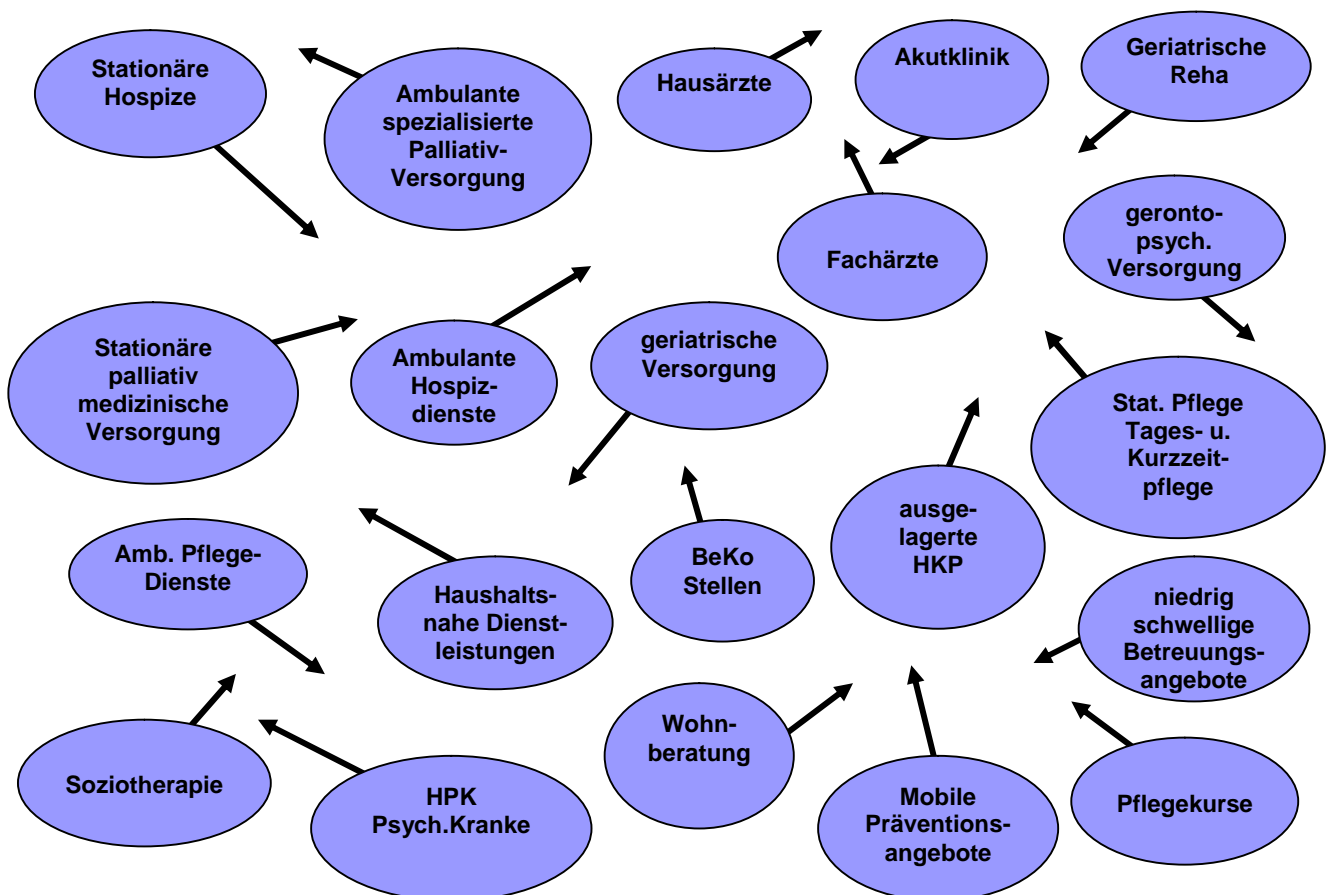 Stationäre
Hospize
Ambulante
spezialisierte
Palliativ-
Versorgung
Hausärzte
Akutklinik
Geriatrische
Reha
Fachärzte
geronto-
psych.
Versorgung
Stationäre
palliativ
medizinische
Versorgung
Ambulante
Hospiz-
dienste
geriatrische
Versorgung
Stat. Pflege
Tages- u.
Kurzzeit-
pflege
Amb. Pflege-
Dienste
Haushalts-
nahe Dienst-
leistungen
BeKo
Stellen
ausge-
lagerte
HKP
niedrig
schwellige
Betreuungs-
angebote
Soziotherapie
HPK
Psych.Kranke
Wohn-
beratung
Mobile
Präventions-
angebote
Pflegekurse